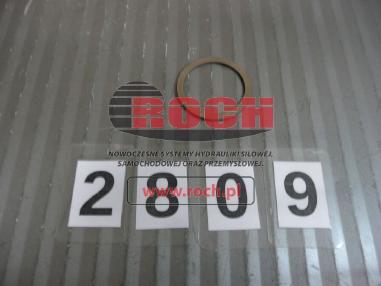 ROCH
NOWOCZESNE SYSTEMY HYDRAULIKI SIŁOWEJ,
SAMOCHODOWEJ ORAZ PRZEMYSŁOWEJ
www.roch.pl
2809